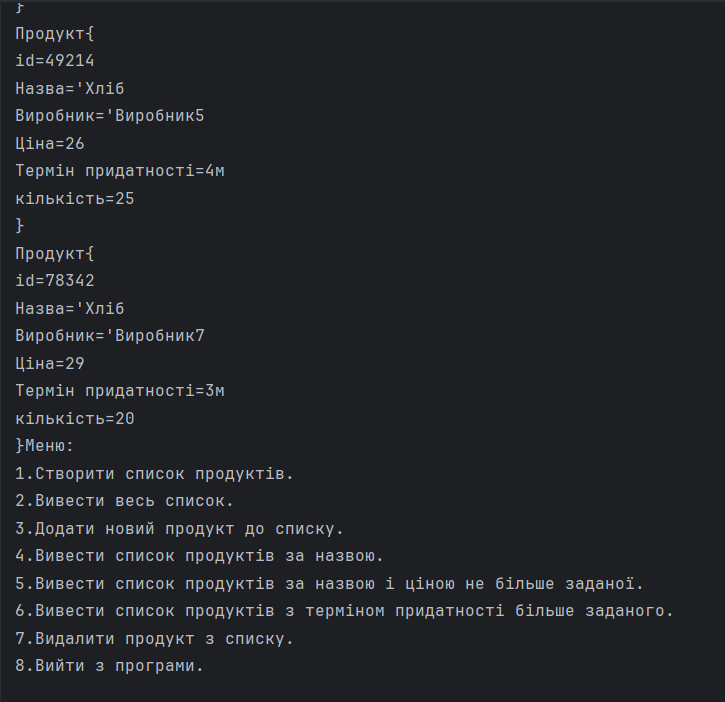 }
Продукт{
id=49214
Назва='Хліб
Виробник='Виробник5
Ціна=26
Термін придатності=4м
кількість=25
}
Продукт{
id=78342
Назва='Хліб
Виробник='Виробник7
Ціна=29
Термін придатності=3м
кількість=20
}Меню:
1.Створити список продуктів.
2.Вивести весь список.
3.Додати новий продукт до списку.
4.Вивести список продуктів за назвою.
5.Вивести список продуктів за назвою і ціною не більше заданої.
6.Вивести список продуктів з терміном придатності більше заданого.
7.Видалити продукт з списку.
8.Вийти з програми.